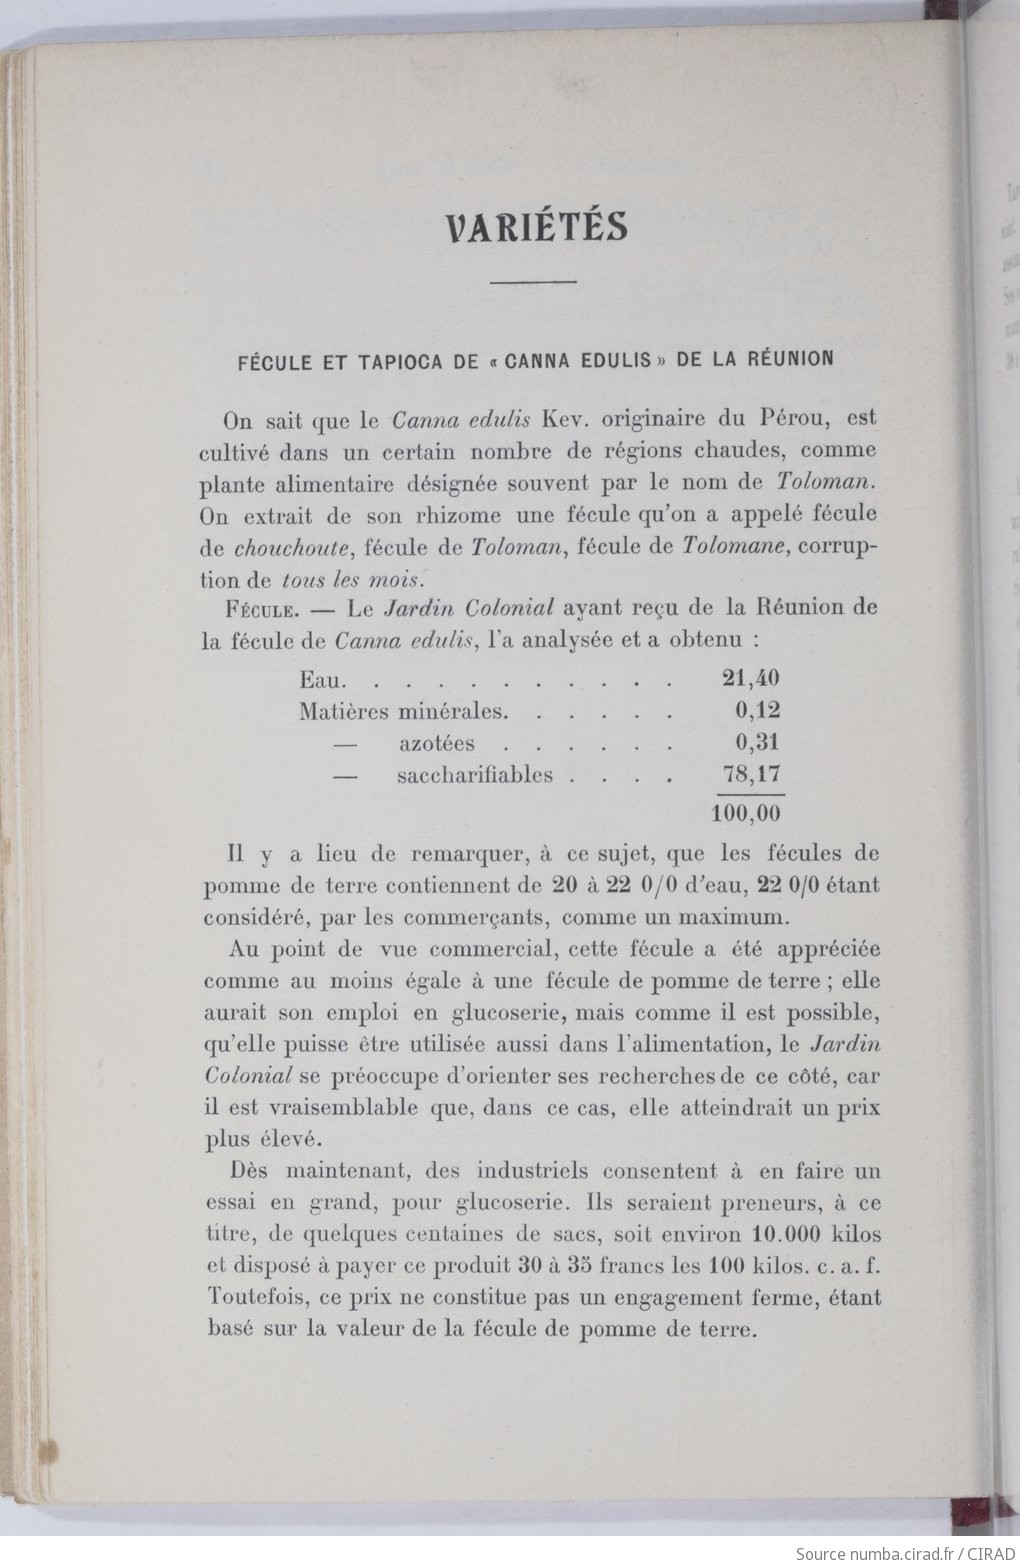 VARIÉTÉS
FÉCULE ET TAPIOCA DE « CANNA EDULIS » DE LA RÉUNION
On sait que le Canna edulis Kev. originaire du Pérou, est
cultivé dans un certain nombre de régions chaudes, comme
plante alimentaire désignée souvent par le nom de Toloman.
On extrait de son rhizome une fécule qu'on a appelé fécule
de chouchoute, fécule de Toloman, fécule de Tolomane, corrup-
tion de tous les mois.
FÉCULE. — Le Jardin Colonial ayant reçu de la Réunion de
la fécule de Canna edulis, l'a analysée et a obtenu :
Eau. . . . . . . . . . . 21,40
Matières minérales. . . . . . 0,12
— azotées . . . . . . 0,31
— saccharifiables . . . . 78,17
100,00
Il y a lieu de remarquer, à ce sujet, que les fécules de
pomme de terre contiennent de 20 à 22 0/0 d'eau, 22 0/0 étant
considéré, par les commerçants, comme un maximum.
Au point de vue commercial, cette fécule a été appréciée
comme au moins égale à une fécule de pomme de terre ; elle
aurait son emploi en glucoserie, mais comme il est possible,
qu'elle puisse être utilisée aussi dans l'alimentation, le Jardin
Colonial se préoccupe d'orienter ses recherches de ce côté, car
il est vraisemblable que, dans ce cas, elle atteindrait un prix
plus élevé.
Dès maintenant, des industriels consentent à en faire un
essai en grand, pour glucoserie. Ils seraient preneurs, à ce
titre, de quelques centaines de sacs, soit environ 10.000 kilos
et disposé à payer ce produit 30 à 35 francs les 100 kilos. c. a. f.
Toutefois, ce prix ne constitue pas un engagement ferme, étant
basé sur la valeur de la fécule de pomme de terre.
Source numba.cirad.fr / CIRAD